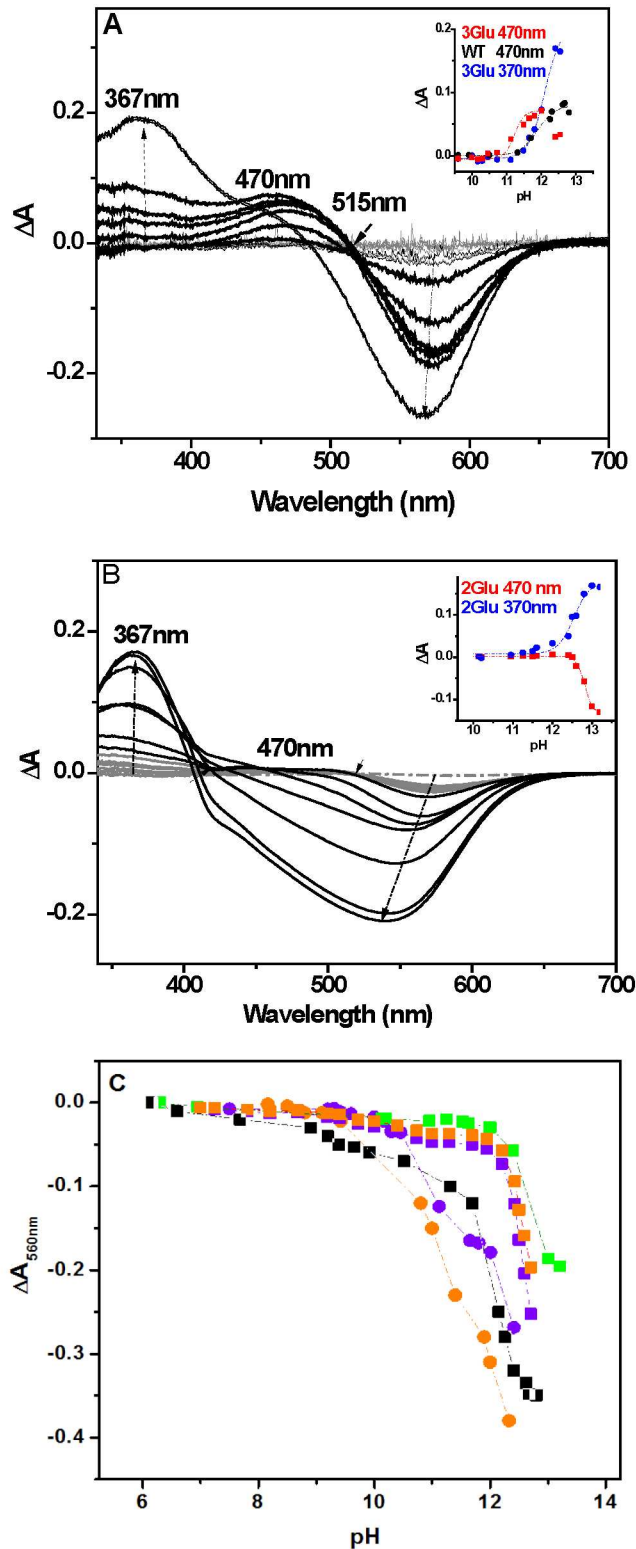 A
3Glu 470nm
WT 470nm
3Glu 370nm
0.2
0.1
0.0
ΔA
10 11 12 13
pH
367nm
470nm
515nm
0.2
0.0
-0.2
ΔA
400 500 600 700
Wavelength (nm)
B
2Glu 470 nm
2Glu 370nm
0.1
0.0
-0.1
ΔA
10 11 12 13
pH
367nm
470nm
0.2
0.0
-0.2
ΔA
400 500 600 700
Wavelength (nm)
C
0.0
-0.1
-0.2
-0.3
-0.4
ΔA560nm
6 8 10 12 14
pH